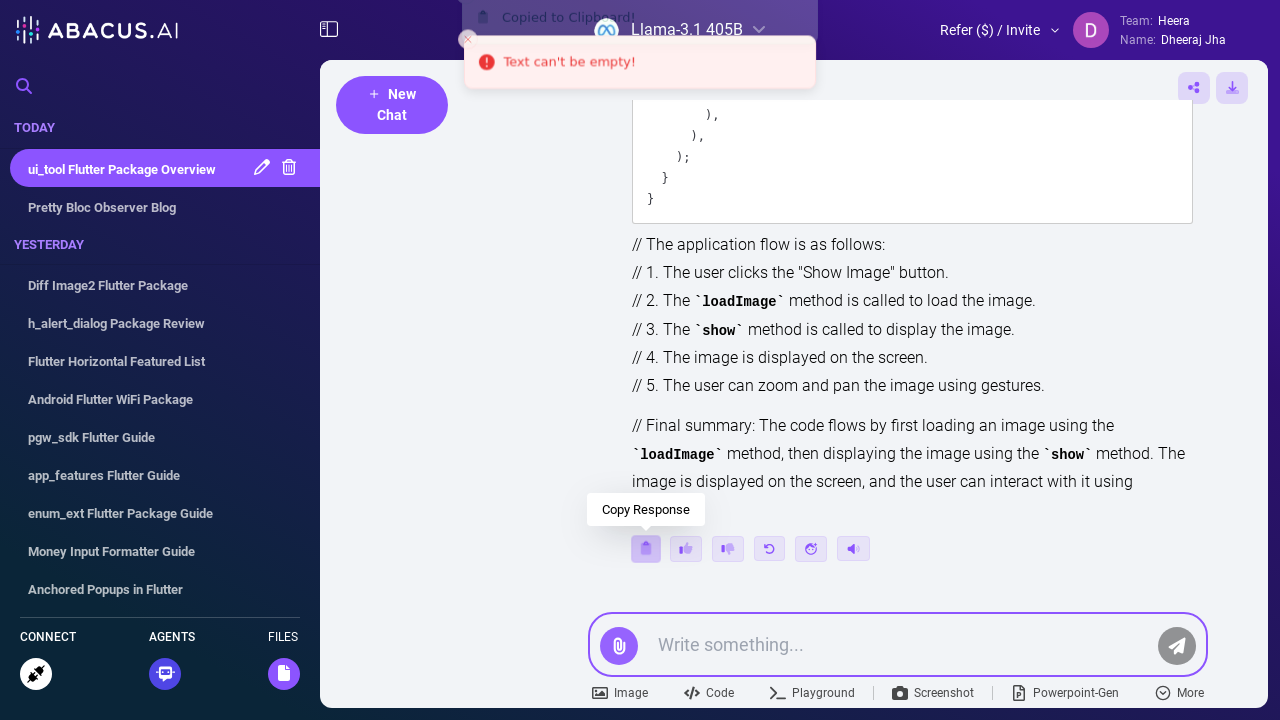 ABACUS.AI
Copied to Clipboard!
Llama-3.1 405B
Text can't be empty!
Refer ($) / Invite
D
Team: Heera
Name: Dheeraj Jha
TODAY
ui_tool Flutter Package Overview
Pretty Bloc Observer Blog
YESTERDAY
Diff Image2 Flutter Package
h_alert_dialog Package Review
Flutter Horizontal Featured List
Android Flutter WiFi Package
pgw_sdk Flutter Guide
app_features Flutter Guide
enum_ext Flutter Package Guide
Money Input Formatter Guide
Anchored Popups in Flutter
CONNECT
AGENTS
FILES
+ New
Chat
),
),
);
}
}
// The application flow is as follows:
// 1. The user clicks the "Show Image" button.
// 2. The `loadImage` method is called to load the image.
// 3. The `show` method is called to display the image.
// 4. The image is displayed on the screen.
// 5. The user can zoom and pan the image using gestures.
// Final summary: The code flows by first loading an image using the
`loadImage` method, then displaying the image using the `show` method. The
image is displayed on the screen, and the user can interact with it using
Copy Response
Write something...
Image
Code
Playground
Screenshot
Powerpoint-Gen
More